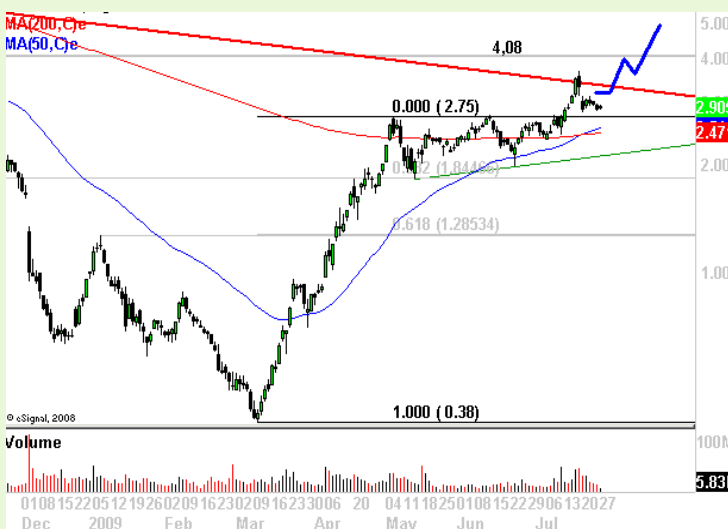 MA(200,C)e
MA(50,C)e
5.00
4,08
4.00
0.000 (2.75)
2.909
2.47
2.00
0.618 (1.28534)
1.00
1.000 (0.38)
© eSignal, 2008
Volume
100M
5.83
Dec 2009 Feb Mar Apr May Jun Jul